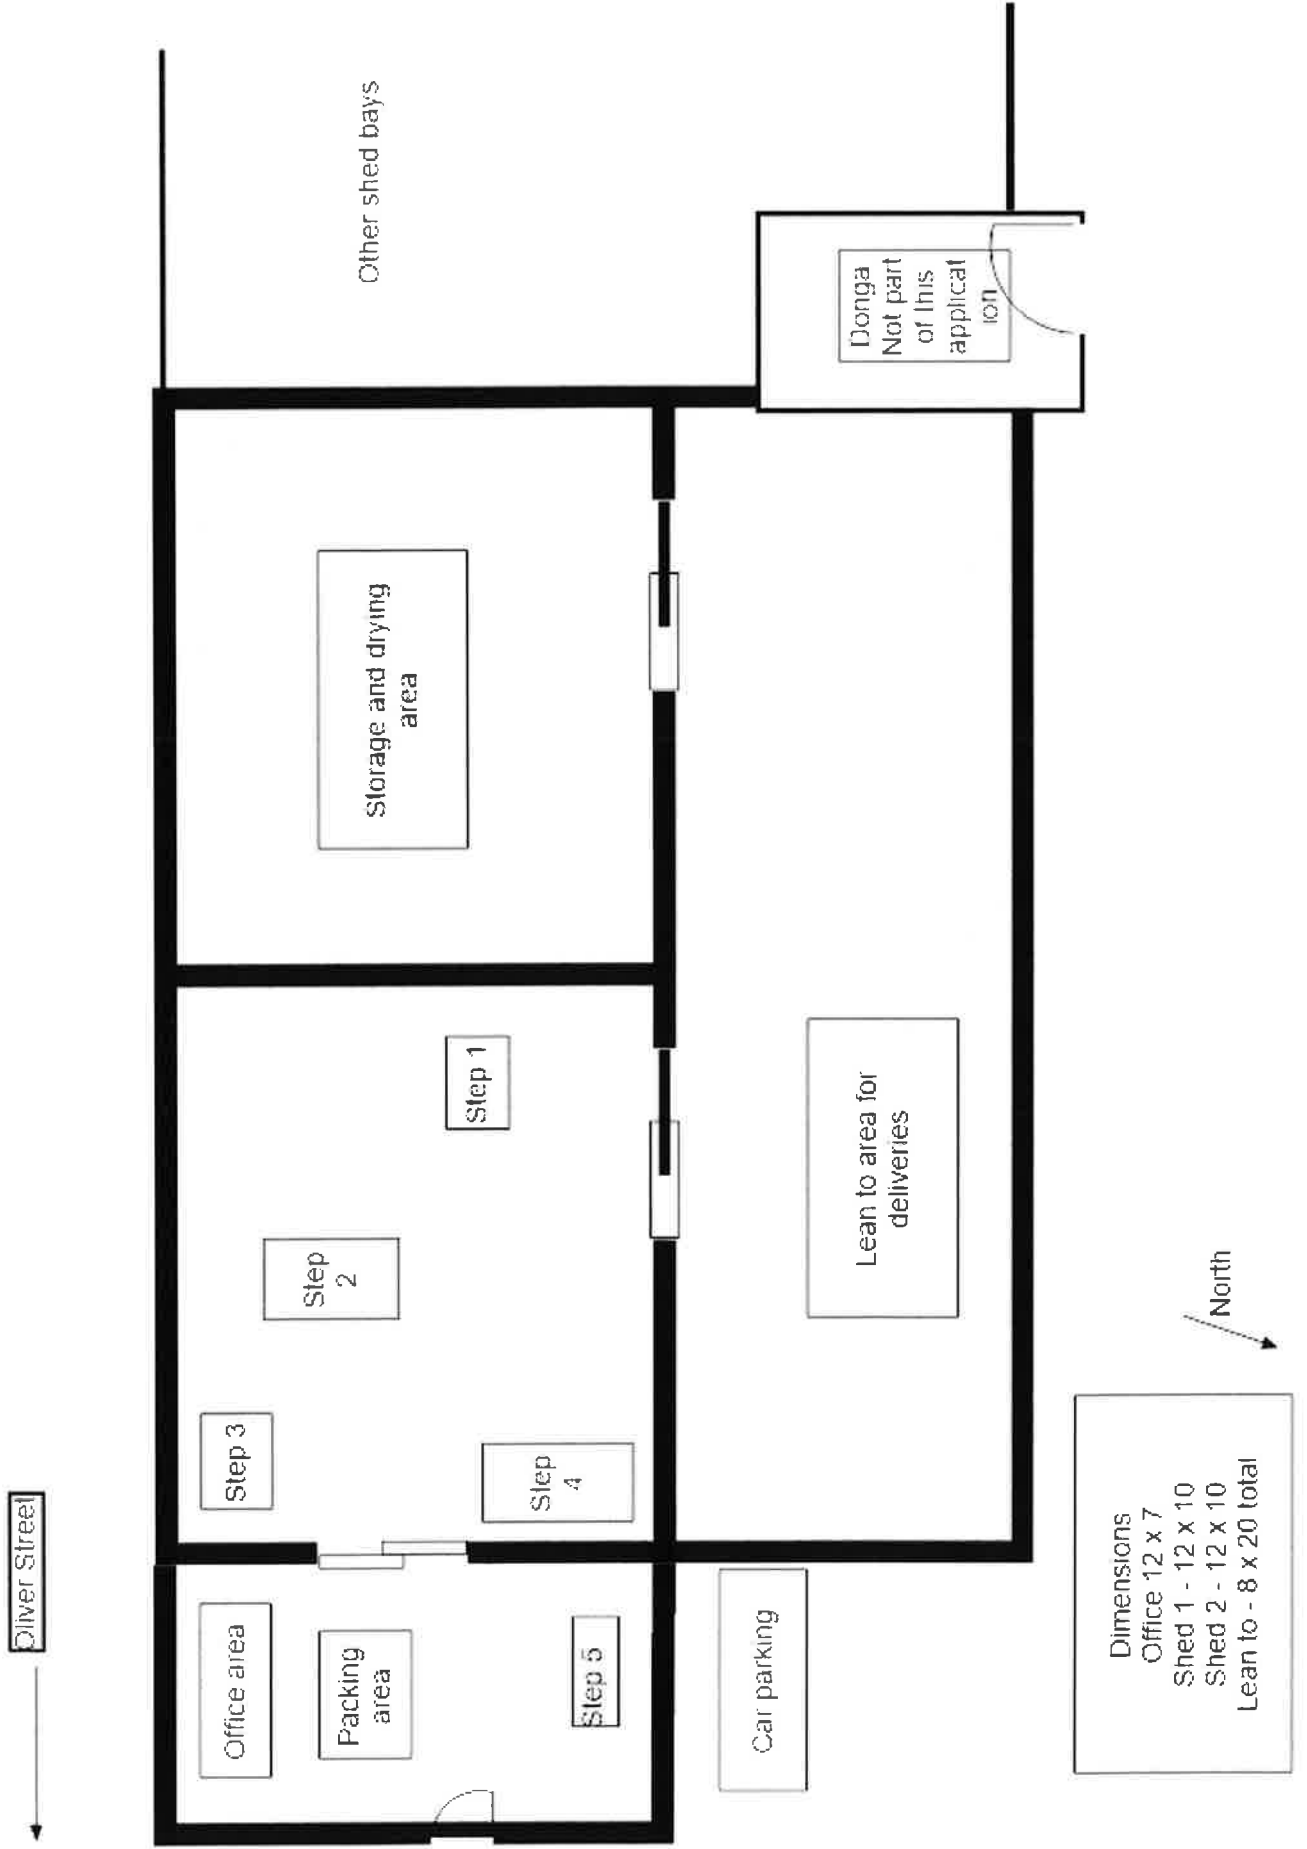 Oliver Street
Office area
Step 3
Step
2
Packing
area
Storage and drying
area
Other shed bays
Step 1
Step
4
Step 5
Car parking
Lean to area for
deliveries
Donga
Not part
of this
applicat
ion
Dimensions
Office 12 x 7
Shed 1 - 12 x 10
Shed 2 - 12 x 10
Lean to - 8 x 20 total
North